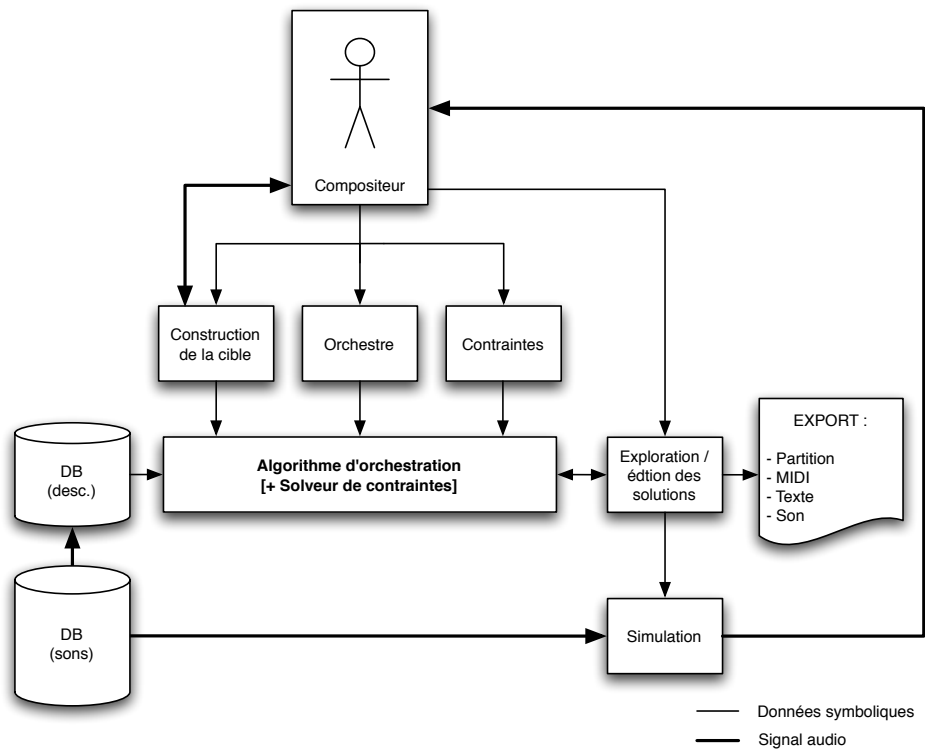 Compositeur
Construction
de la cible
Orchestre
Contraintes
DB
(desc.)
Algorithme d'orchestration
[+ Solveur de contraintes]
Exploration /
édtion des
solutions
EXPORT :
- Partition
- MIDI
- Texte
- Son
DB
(sons)
Simulation
Données symboliques
Signal audio